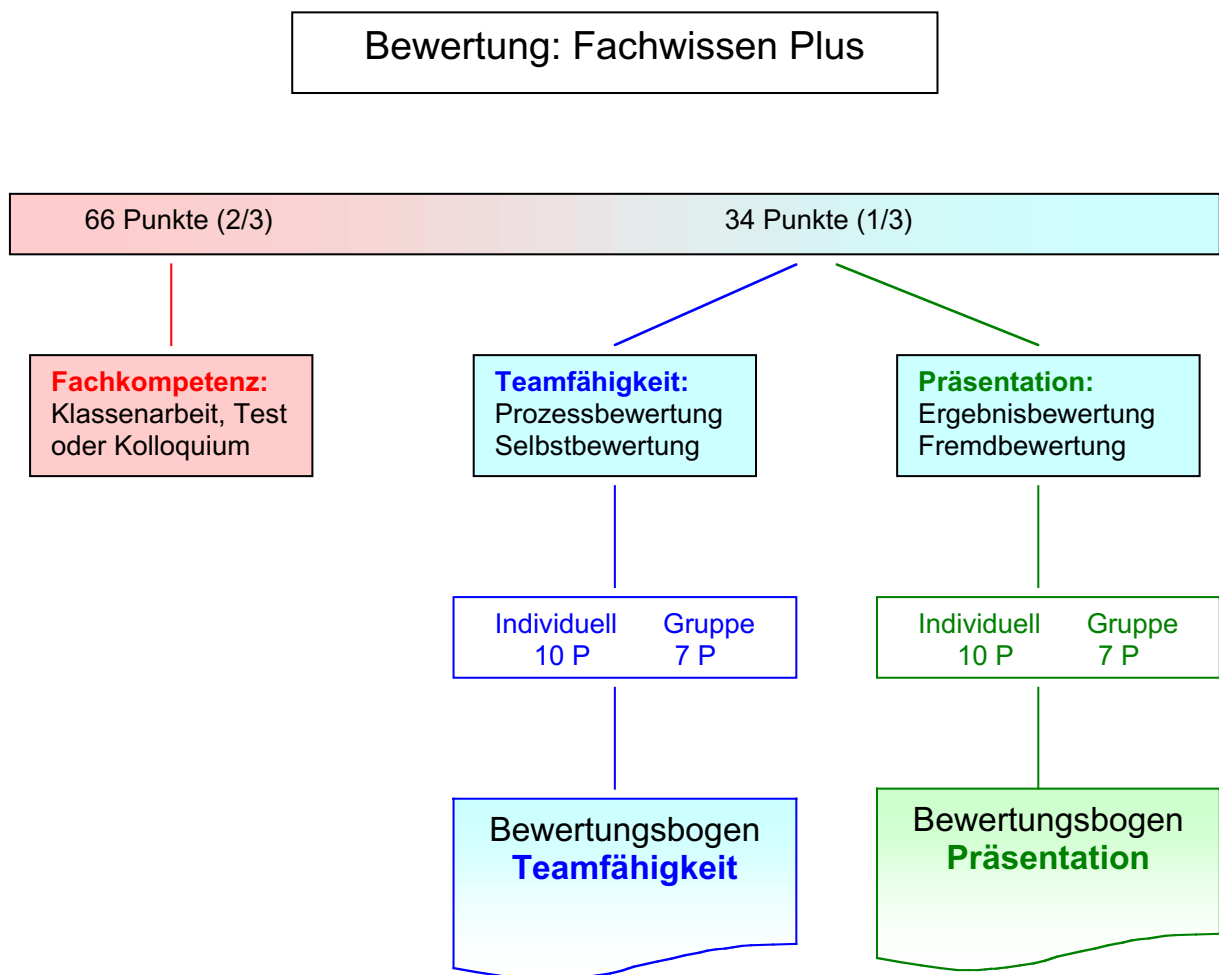 Bewertung: Fachwissen Plus
66 Punkte (2/3)
34 Punkte (1/3)
Fachkompetenz:
Klassenarbeit, Test
oder Kolloquium
Teamfähigkeit:
Prozessbewertung
Selbstbewertung
Präsentation:
Ergebnisbewertung
Fremdbewertung
Individuell Gruppe
10 P 7 P
Individuell Gruppe
10 P 7 P
Bewertungsbogen
Teamfähigkeit
Bewertungsbogen
Präsentation